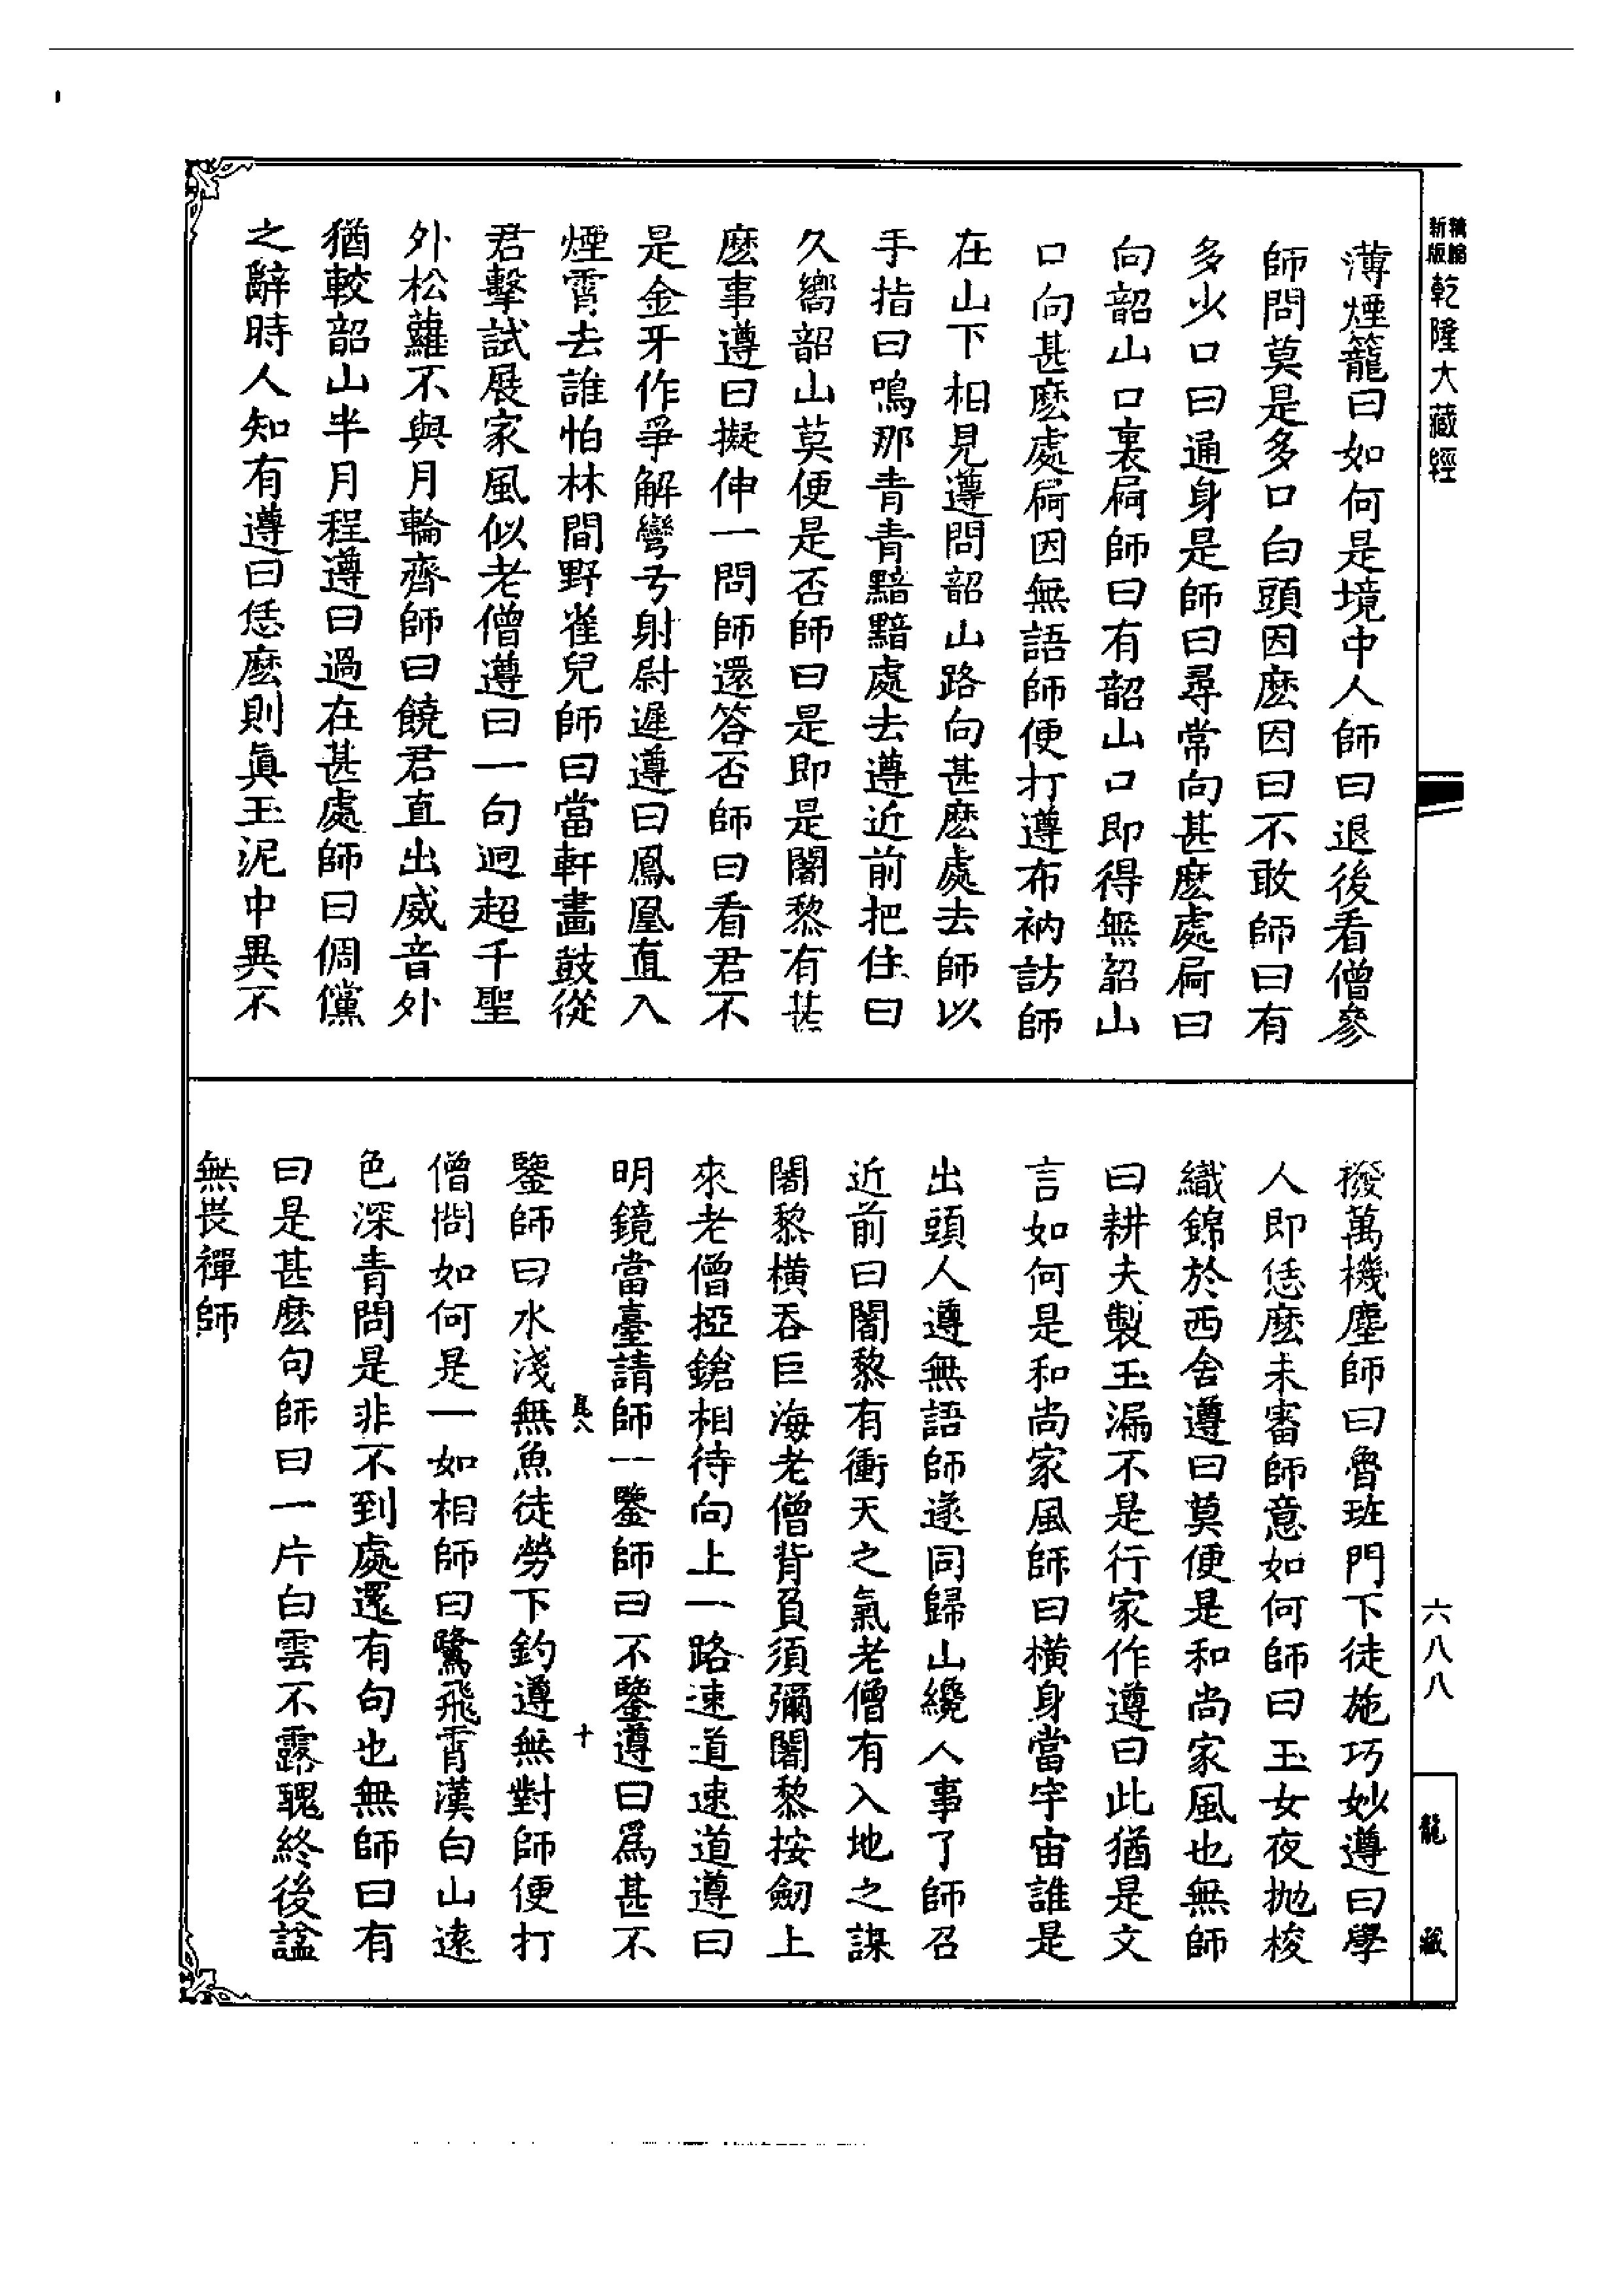 新版
精編
乾隆大藏經
薄煙籠曰如何是境中人師曰退後看僧參
師問莫是多口白頭因麽因曰不敢師曰有
多少口曰通身是師曰尋常向甚麽處屙曰
向韶山口裏屙師曰有韶山口即得無韶山
口向甚麽處屙因無語師便打遵布衲訪師
在山下相見遵問韶山路向甚麽處去師以
手指曰嗚那青青黯黯處去遵近前把住曰
久嚮韶山莫便是否師曰是即是闍黎有甚
麽事遵曰擬伸一問師還答否師曰看君不
是金牙作爭解彎弓射尉遲遵曰鳳凰直入
煙霄去誰怕林間野雀兒師曰當軒畫鼓從
君擊試展家風似老僧遵曰一句迥超千聖
外松蘿不與月輪齊師曰饒君直出威音外
猶較韶山半月程遵曰過在甚處師曰倜儻
之辭時人知有遵曰恁麽則眞玉泥中異不
撥萬機塵師曰魯班門下徒施巧妙遵曰學
人即恁麽未審師意如何師曰玉女夜拋梭
織錦於西舍遵曰莫便是和尚家風也無師
曰耕夫製玉漏不是行家作遵曰此猶是文
言如何是和尚家風師曰橫身當宇宙誰是
出頭人遵無語師遂同歸山纔人事了師召
近前曰闍黎有衝天之氣老僧有入地之謀
闍黎橫吞巨海老僧背負須彌闍黎按劒上
來老僧掗鎗相待向上一路速道速道遵曰
明鏡當臺請師一鑒師曰不鑒遵曰爲甚不
鑒師曰水淺無魚徒勞下釣遵無對師便打
僧問如何是一如相師曰鷺飛霄漢白山遠
色深青問是非不到處還有句也無師曰有
曰是甚麽句師曰一片白雲不露醜終後諡
無畏禪師
十
六八八
龍藏